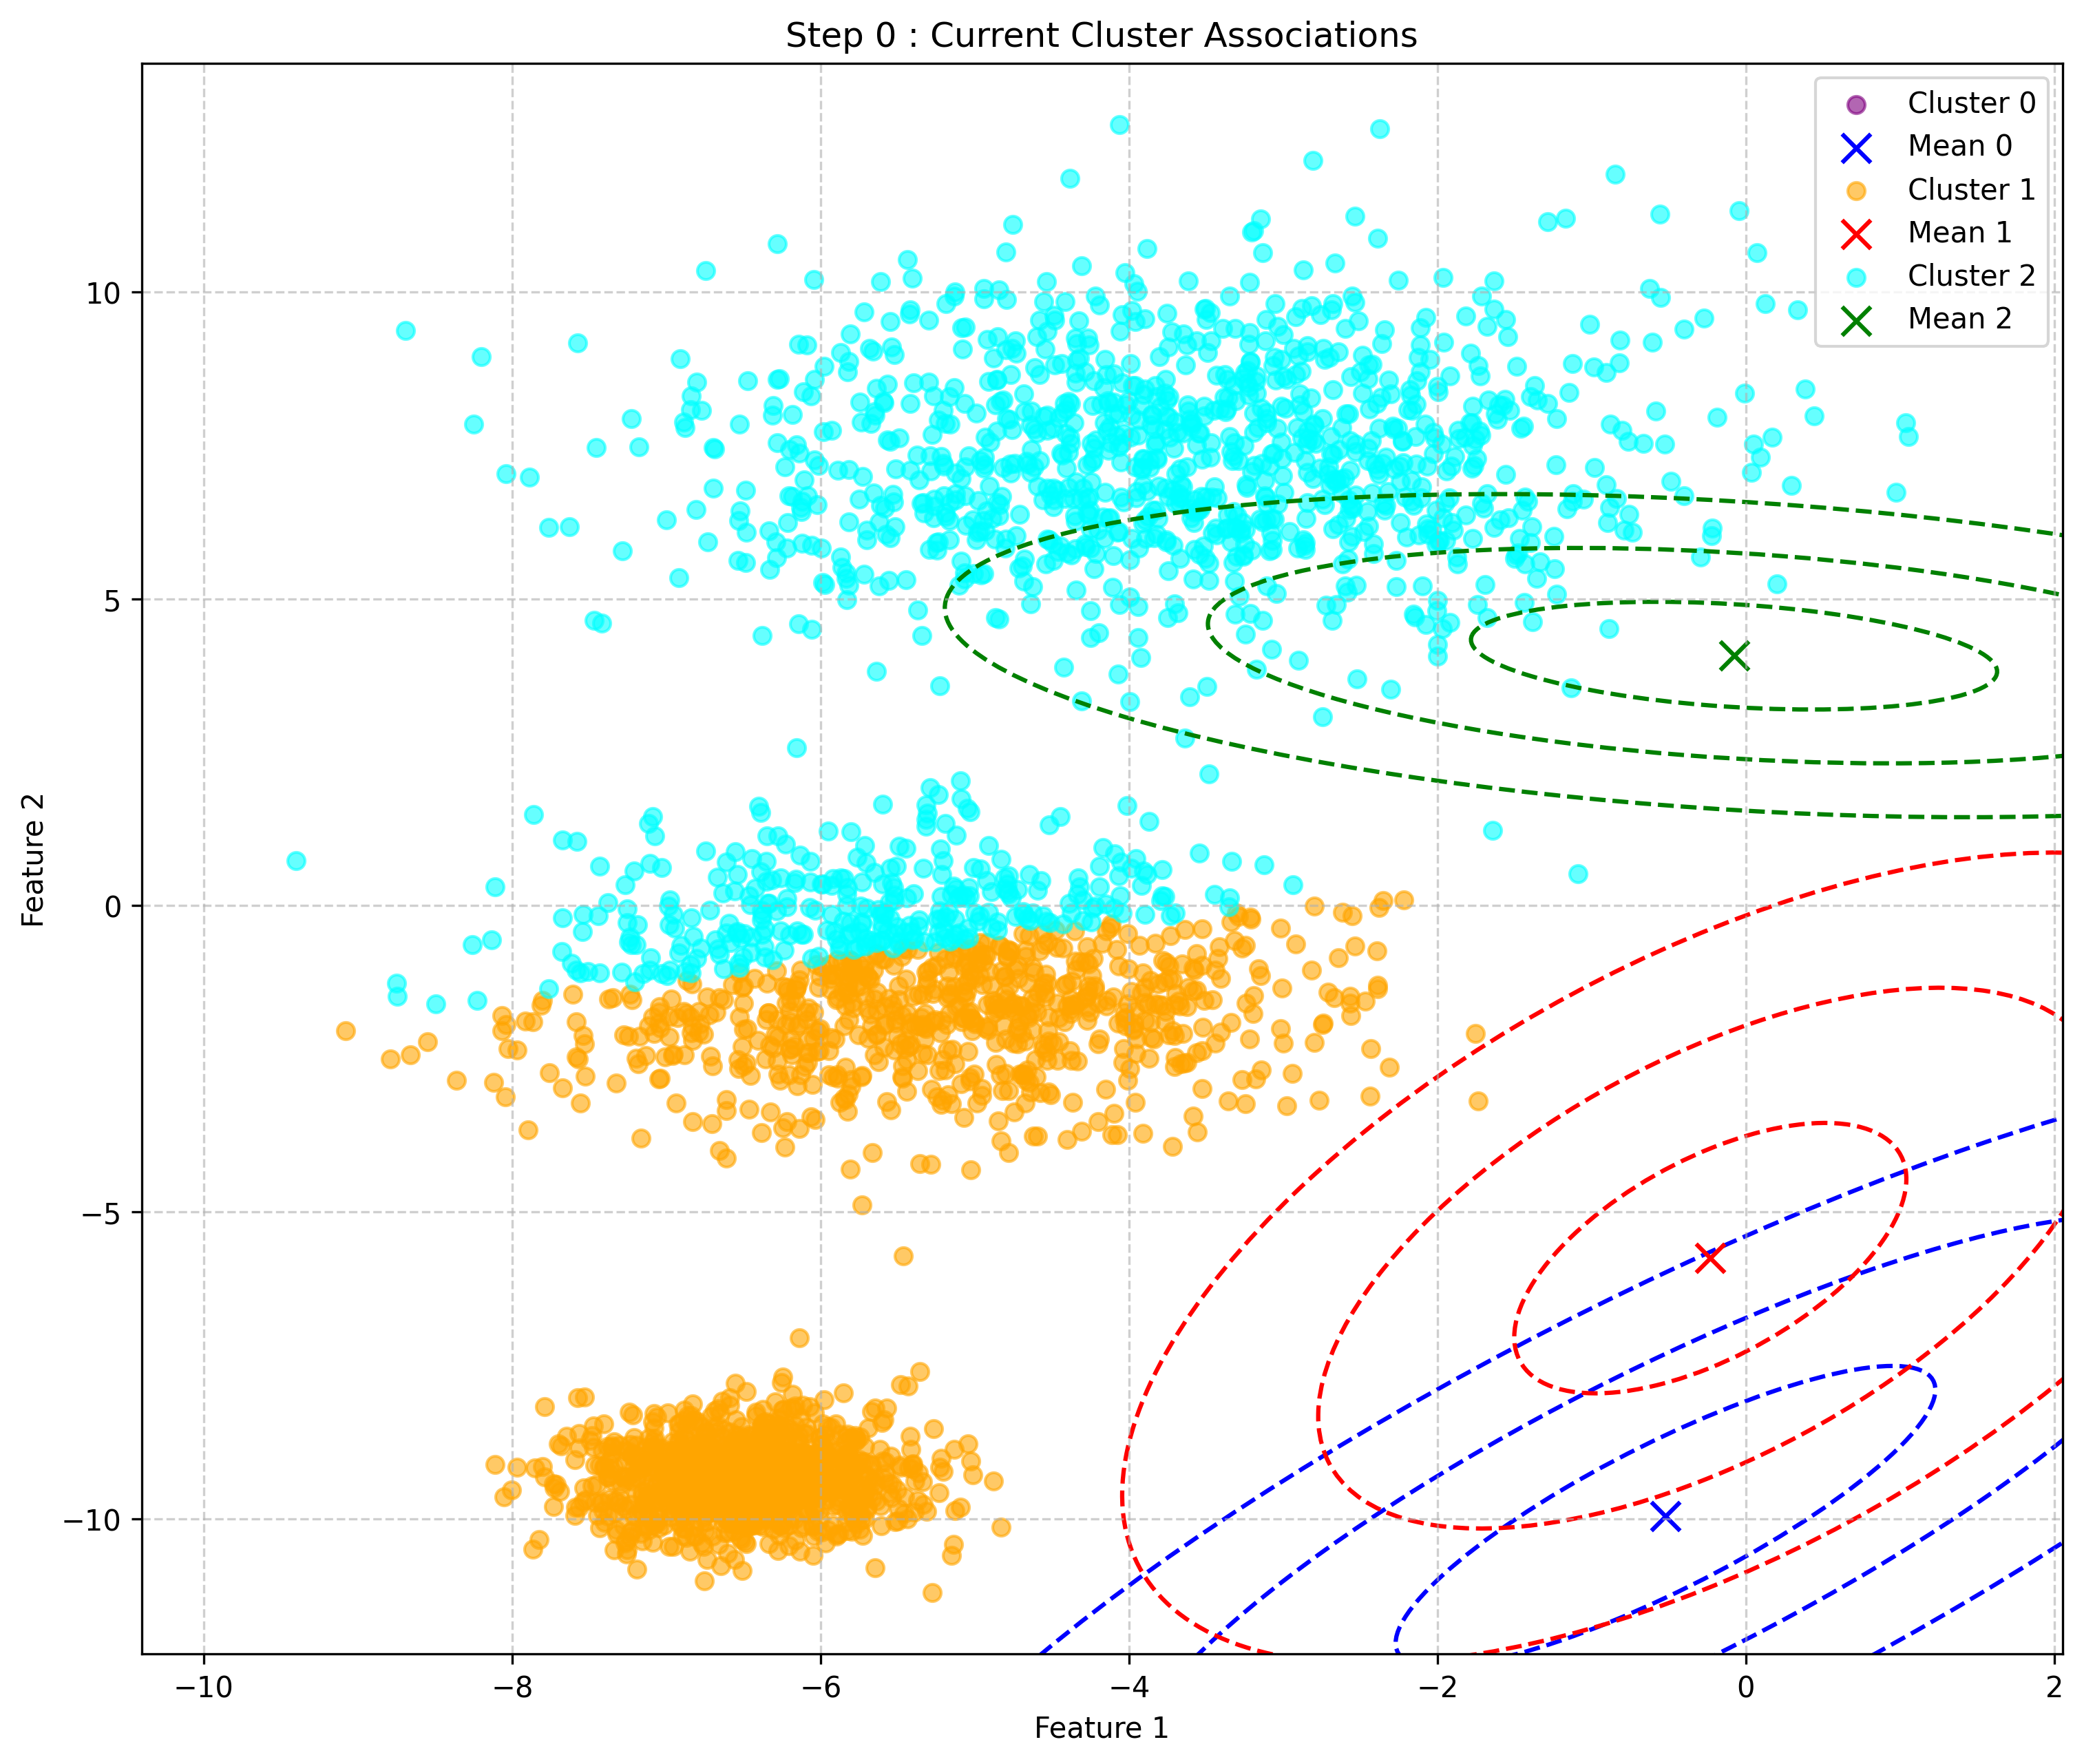 Step 0 : Current Cluster Associations
Cluster 0
Mean 0
Cluster 1
Mean 1
Cluster 2
Mean 2
10
5
0
−5
−10
Feature 2
−10
−8
−6
−4
−2
0
2
Feature 1